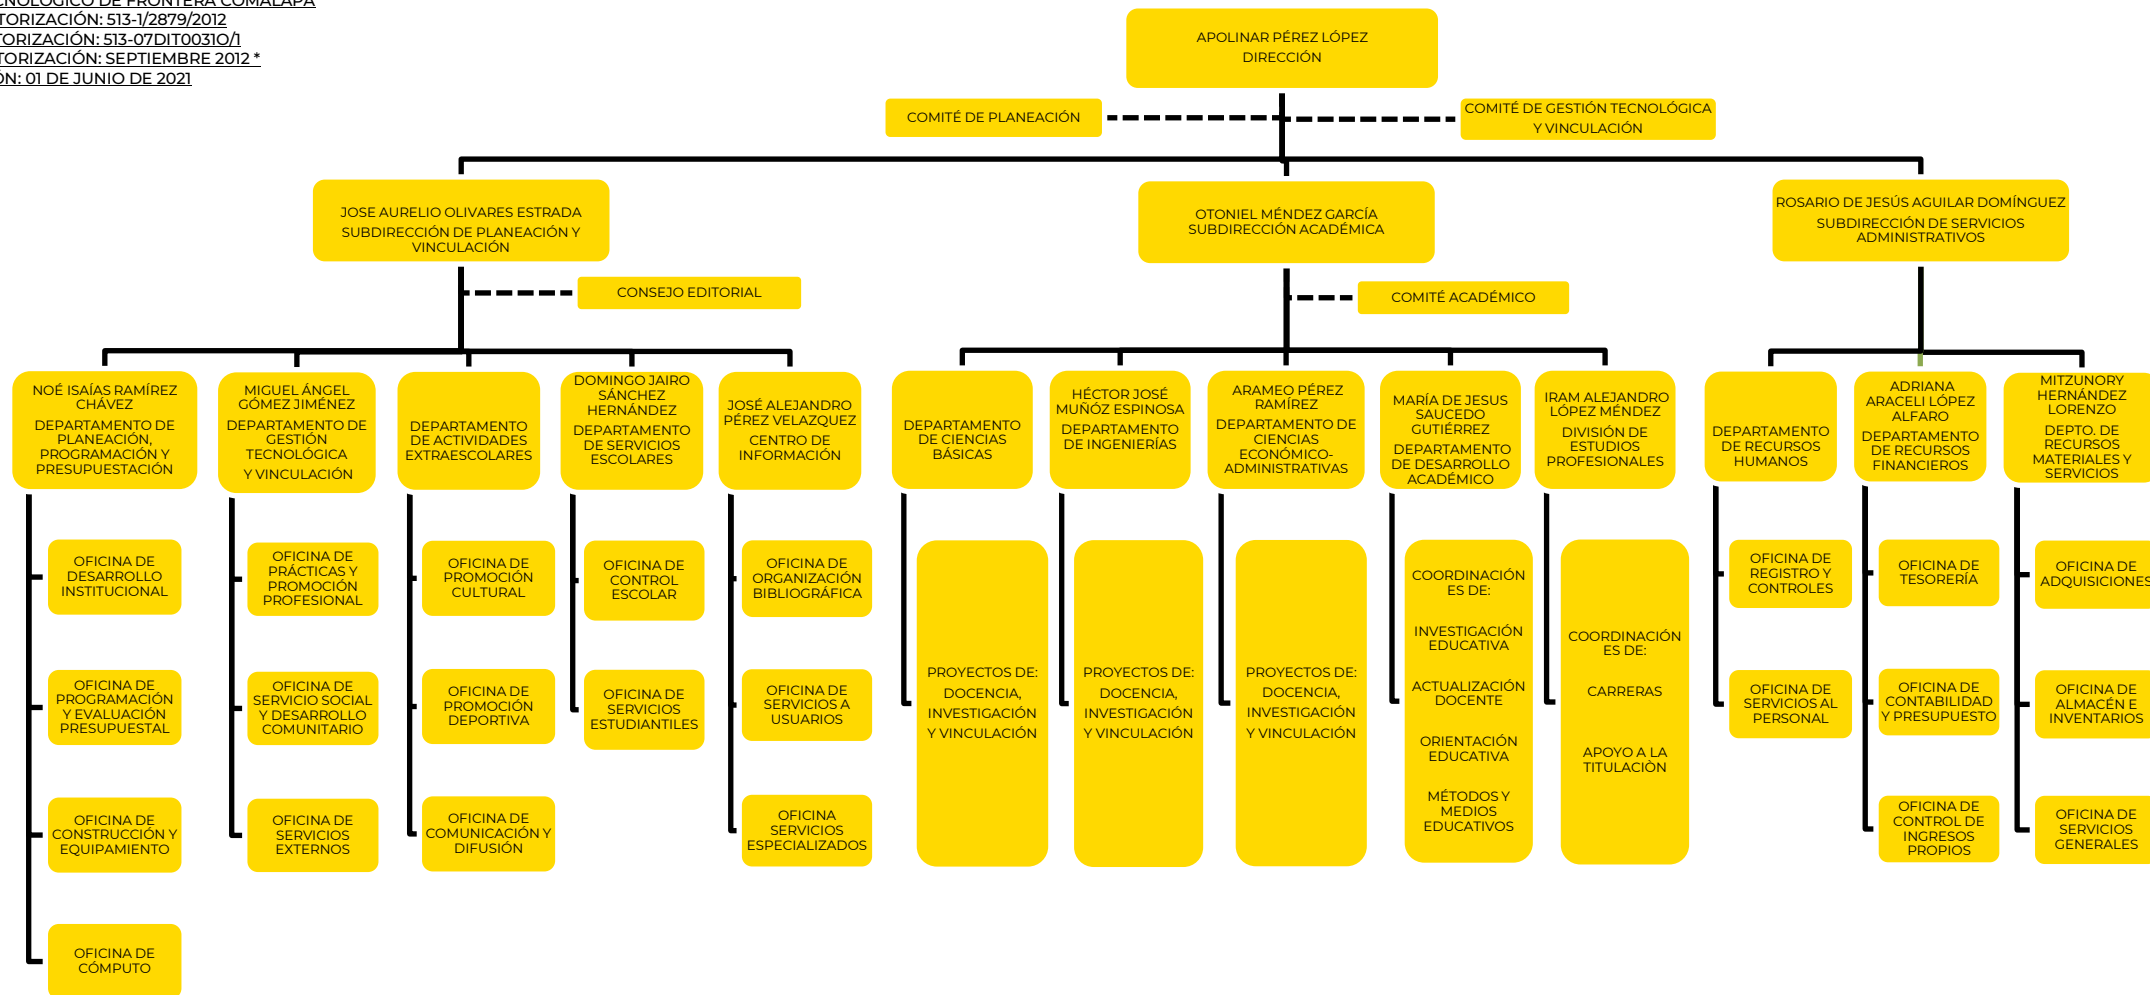 CNOLÓGICO DE FRONTERA COMALAPA
TORIZACIÓN: 513-1/2879/2012
TORIZACIÓN: 513-07DIT0031O/1
TORIZACIÓN: SEPTIEMBRE 2012 *
ÓN: 01 DE JUNIO DE 2021
APOLINAR PÉREZ LÓPEZ
DIRECCIÓN
COMITÉ DE PLANEACIÓN
COMITÉ DE GESTIÓN TECNOLÓGICA
Y VINCULACIÓN
JOSE AURELIO OLIVARES ESTRADA
SUBDIRECCIÓN DE PLANEACIÓN Y
VINCULACIÓN
OTONIEL MÉNDEZ GARCÍA
SUBDIRECCIÓN ACADÉMICA
ROSARIO DE JESÚS AGUILAR DOMÍNGUEZ
SUBDIRECCIÓN DE SERVICIOS
ADMINISTRATIVOS
CONSEJO EDITORIAL
COMITÉ ACADÉMICO
NOÉ ISAÍAS RAMÍREZ
CHÁVEZ
DEPARTAMENTO DE
PLANEACIÓN,
PROGRAMACIÓN Y
PRESUPUESTACIÓN
MIGUEL ÁNGEL
GÓMEZ JIMÉNEZ
DEPARTAMENTO DE
GESTIÓN
TECNOLÓGICA
Y VINCULACIÓN
DEPARTAMENTO
DE ACTIVIDADES
EXTRAESCOLARES
DOMINGO JAIRO
SÁNCHEZ
HERNÁNDEZ
DEPARTAMENTO
DE SERVICIOS
ESCOLARES
JOSÉ ALEJANDRO
PÉREZ VELAZQUEZ
CENTRO DE
INFORMACIÓN
DEPARTAMENTO
DE CIENCIAS
BÁSICAS
HÉCTOR JOSÉ
MUÑÓZ ESPINOSA
DEPARTAMENTO
DE INGENIERÍAS
ARAMEO PÉREZ
RAMÍREZ
DEPARTAMENTO DE
CIENCIAS
ECONÓMICO-
ADMINISTRATIVAS
MARÍA DE JESUS
SAUCEDO
GUTIÉRREZ
DEPARTAMENTO
DE DESARROLLO
ACADÉMICO
IRAM ALEJANDRO
LÓPEZ MÉNDEZ
DIVISIÓN DE
ESTUDIOS
PROFESIONALES
DEPARTAMENTO
DE RECURSOS
HUMANOS
ADRIANA
ARACELI LÓPEZ
ALFARO
DEPARTAMENTO
DE RECURSOS
FINANCIEROS
MITZUNORY
HERNÁNDEZ
LORENZO
DEPTO. DE
RECURSOS
MATERIALES Y
SERVICIOS
OFICINA DE
DESARROLLO
INSTITUCIONAL
OFICINA DE
PROGRAMACIÓN
Y EVALUACIÓN
PRESUPUESTAL
OFICINA DE
CONSTRUCCIÓN Y
EQUIPAMIENTO
OFICINA DE
CÓMPUTO
OFICINA DE
PRÁCTICAS Y
PROMOCIÓN
PROFESIONAL
OFICINA DE
SERVICIO SOCIAL
Y DESARROLLO
COMUNITARIO
OFICINA DE
SERVICIOS
EXTERNOS
OFICINA DE
PROMOCIÓN
CULTURAL
OFICINA DE
PROMOCIÓN
DEPORTIVA
OFICINA DE
COMUNICACIÓN Y
DIFUSIÓN
OFICINA DE
CONTROL
ESCOLAR
OFICINA DE
SERVICIOS
ESTUDIANTILES
OFICINA DE
ORGANIZACIÓN
BIBLIOGRÁFICA
OFICINA DE
SERVICIOS A
USUARIOS
OFICINA
SERVICIOS
ESPECIALIZADOS
PROYECTOS DE:
DOCENCIA,
INVESTIGACIÓN
Y VINCULACIÓN
PROYECTOS DE:
DOCENCIA,
INVESTIGACIÓN
Y VINCULACIÓN
PROYECTOS DE:
DOCENCIA,
INVESTIGACIÓN
Y VINCULACIÓN
COORDINACIÓN
ES DE:
INVESTIGACIÓN
EDUCATIVA
ACTUALIZACIÓN
DOCENTE
ORIENTACIÓN
EDUCATIVA
MÉTODOS Y
MEDIOS
EDUCATIVOS
COORDINACIÓN
ES DE:
CARRERAS
APOYO A LA
TITULACIÒN
OFICINA DE
REGISTRO Y
CONTROLES
OFICINA DE
SERVICIOS AL
PERSONAL
OFICINA DE
TESORERÍA
OFICINA DE
CONTABILIDAD
Y PRESUPUESTO
OFICINA DE
CONTROL DE
INGRESOS
PROPIOS
OFICINA DE
ADQUISICIONES
OFICINA DE
ALMACÉN E
INVENTARIOS
OFICINA DE
SERVICIOS
GENERALES